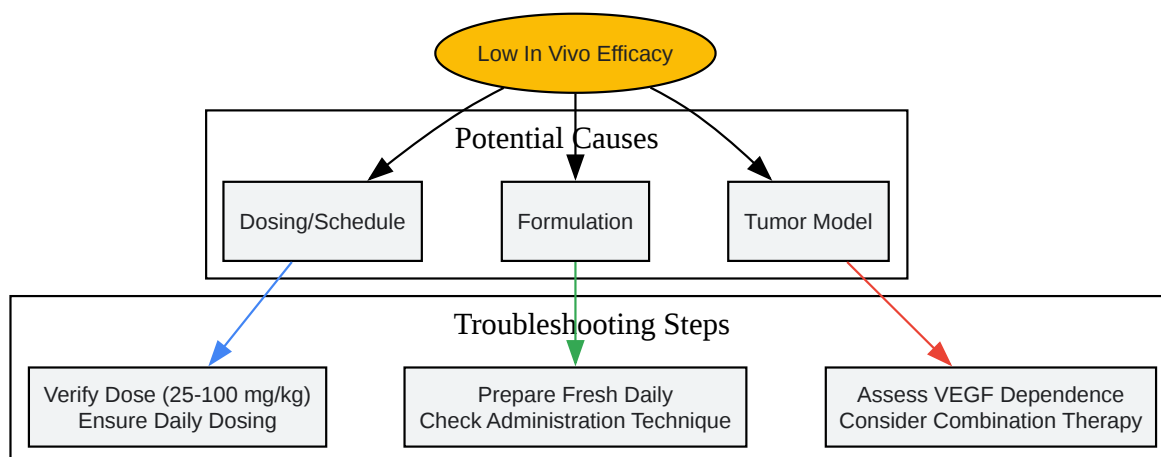 Low In Vivo Efficacy
Potential Causes
Dosing/Schedule
Formulation
Tumor Model
Troubleshooting Steps
Verify Dose (25-100 mg/kg)
Ensure Daily Dosing
Prepare Fresh Daily
Check Administration Technique
Assess VEGF Dependence
Consider Combination Therapy